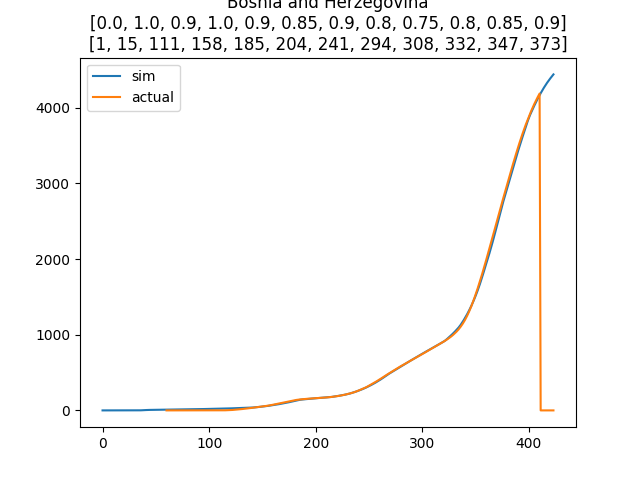 Bosnia and Herzegovina
[0.0, 1.0, 0.9, 1.0, 0.9, 0.85, 0.9, 0.8, 0.75, 0.8, 0.85, 0.9]
[1, 15, 111, 158, 185, 204, 241, 294, 308, 332, 347, 373]
sim
actual
4000
3000
2000
1000
0
0 100 200 300 400